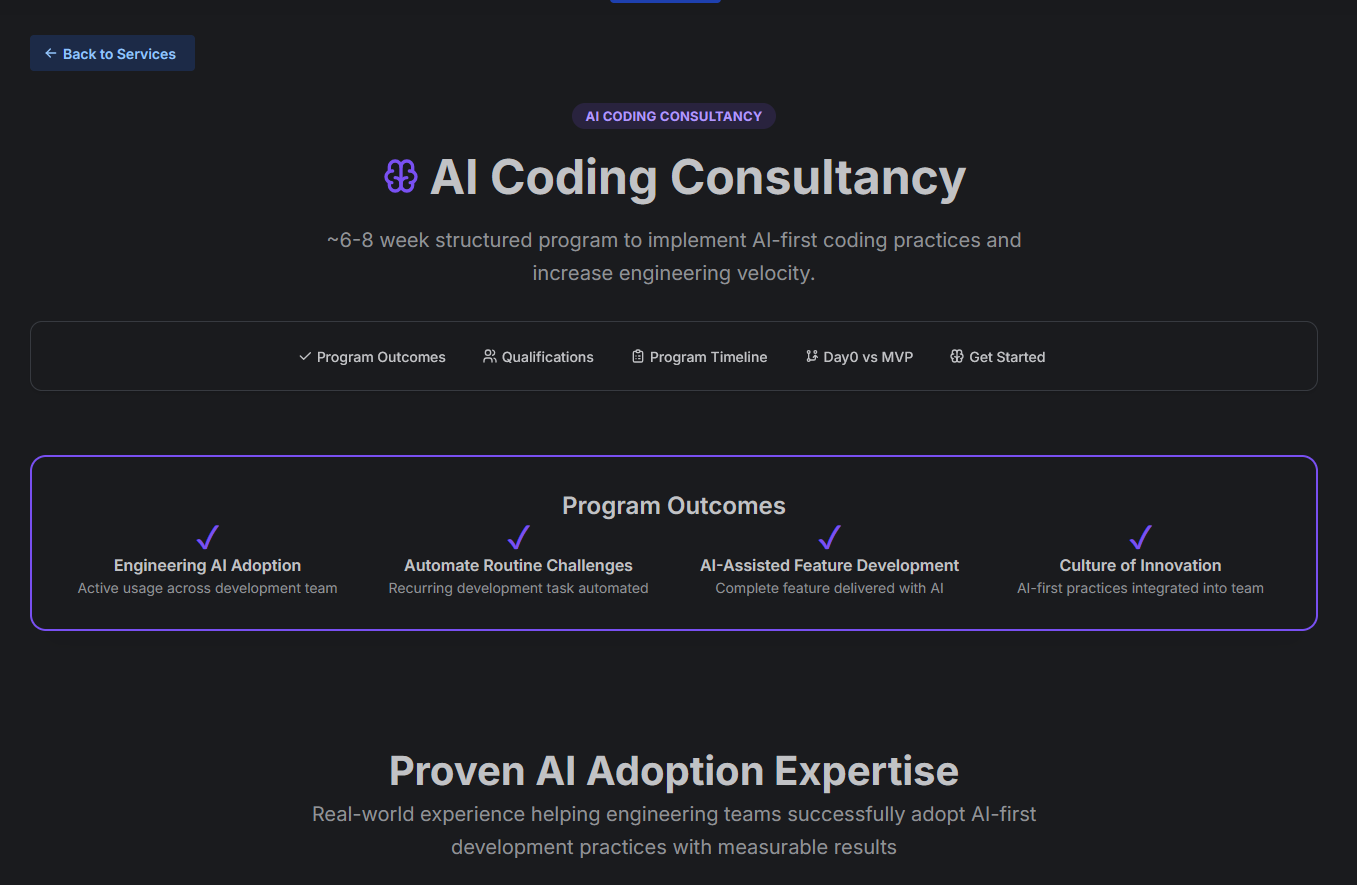 ← Back to Services
AI CODING CONSULTANCY
AI Coding Consultancy
~6-8 week structured program to implement AI-first coding practices and
increase engineering velocity.
Program Outcomes
Qualifications
Program Timeline
Day0 vs MVP
Get Started
Program Outcomes
✓
Engineering AI Adoption
Active usage across development team
✓
Automate Routine Challenges
Recurring development task automated
✓
AI-Assisted Feature Development
Complete feature delivered with AI
✓
Culture of Innovation
AI-first practices integrated into team
Proven AI Adoption Expertise
Real-world experience helping engineering teams successfully adopt AI-first
development practices with measurable results